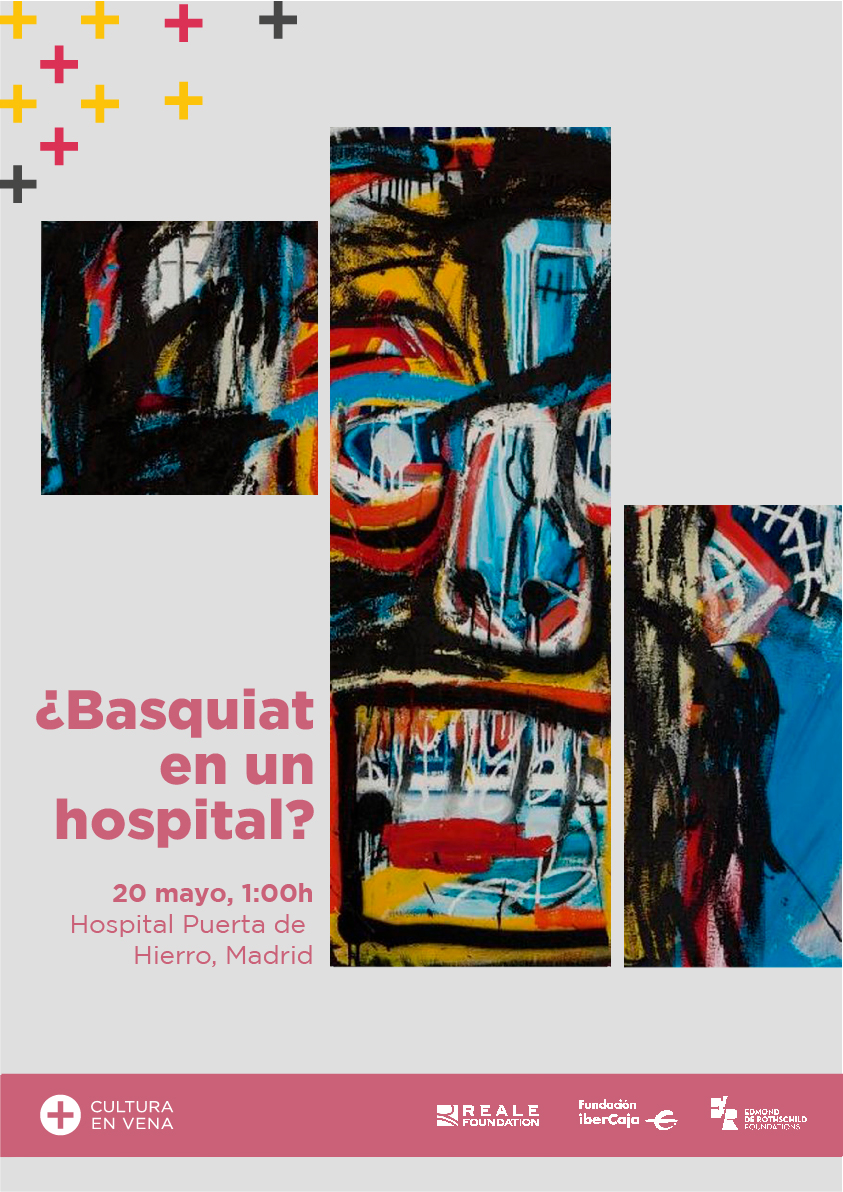 ¿Basquiat
en un
hospital?
20 mayo, 1:00h
Hospital Puerta de
Hierro, Madrid
CULTURA
EN VENA
REALE
FOUNDATION
Fundación
iberCaja
EDMOND
DE ROTHSCHILD
FOUNDATIONS